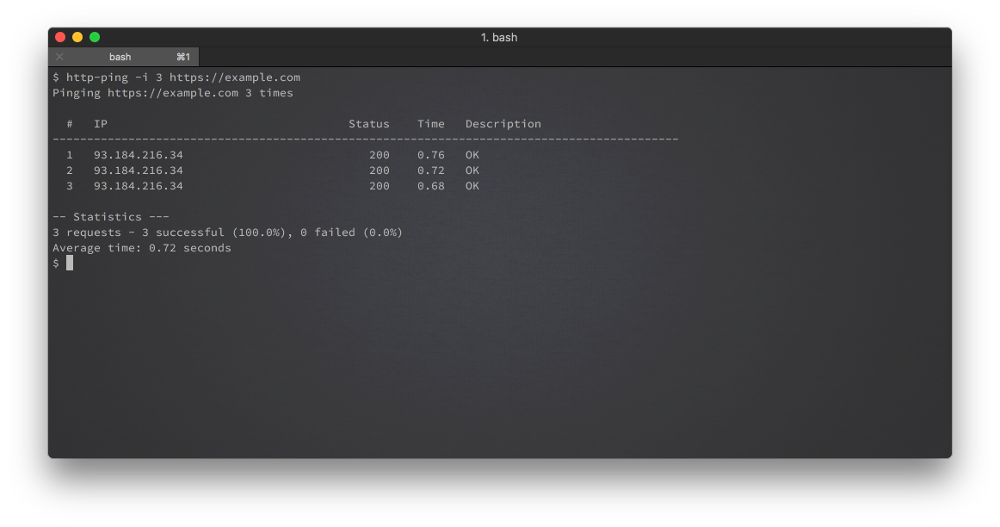 1. bash
bash ⌘1
$ http-ping -i 3 https://example.com
Pinging https://example.com 3 times
# IP Status Time Description
--------------------------------------------------------------------------------------------
1 93.184.216.34 200 0.76 OK
2 93.184.216.34 200 0.72 OK
3 93.184.216.34 200 0.68 OK
-- Statistics ---
3 requests - 3 successful (100.0%), 0 failed (0.0%)
Average time: 0.72 seconds
$